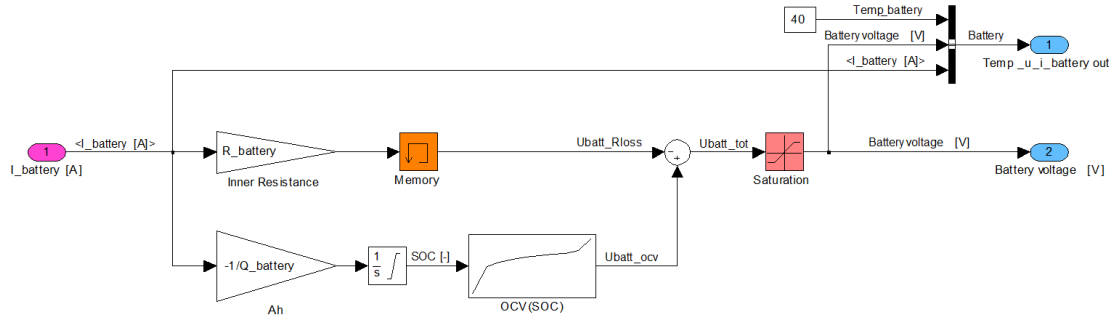 Temp_battery
40
Battery voltage [V]
Battery
1
<I_battery [A]>
Temp _u_i_battery out
<I_battery [A]>
1
I_battery [A]
R_battery
Inner Resistance
Memory
Ubatt_Rloss
Ubatt_tot
Saturation
Battery voltage [V]
2
Battery voltage [V]
-1/Q_battery
Ah
1
s
SOC [-]
OCV(SOC)
Ubatt_ocv